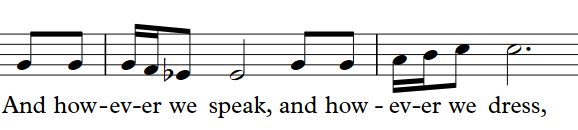 And how-ev-er we speak, and how - ev-er we dress,